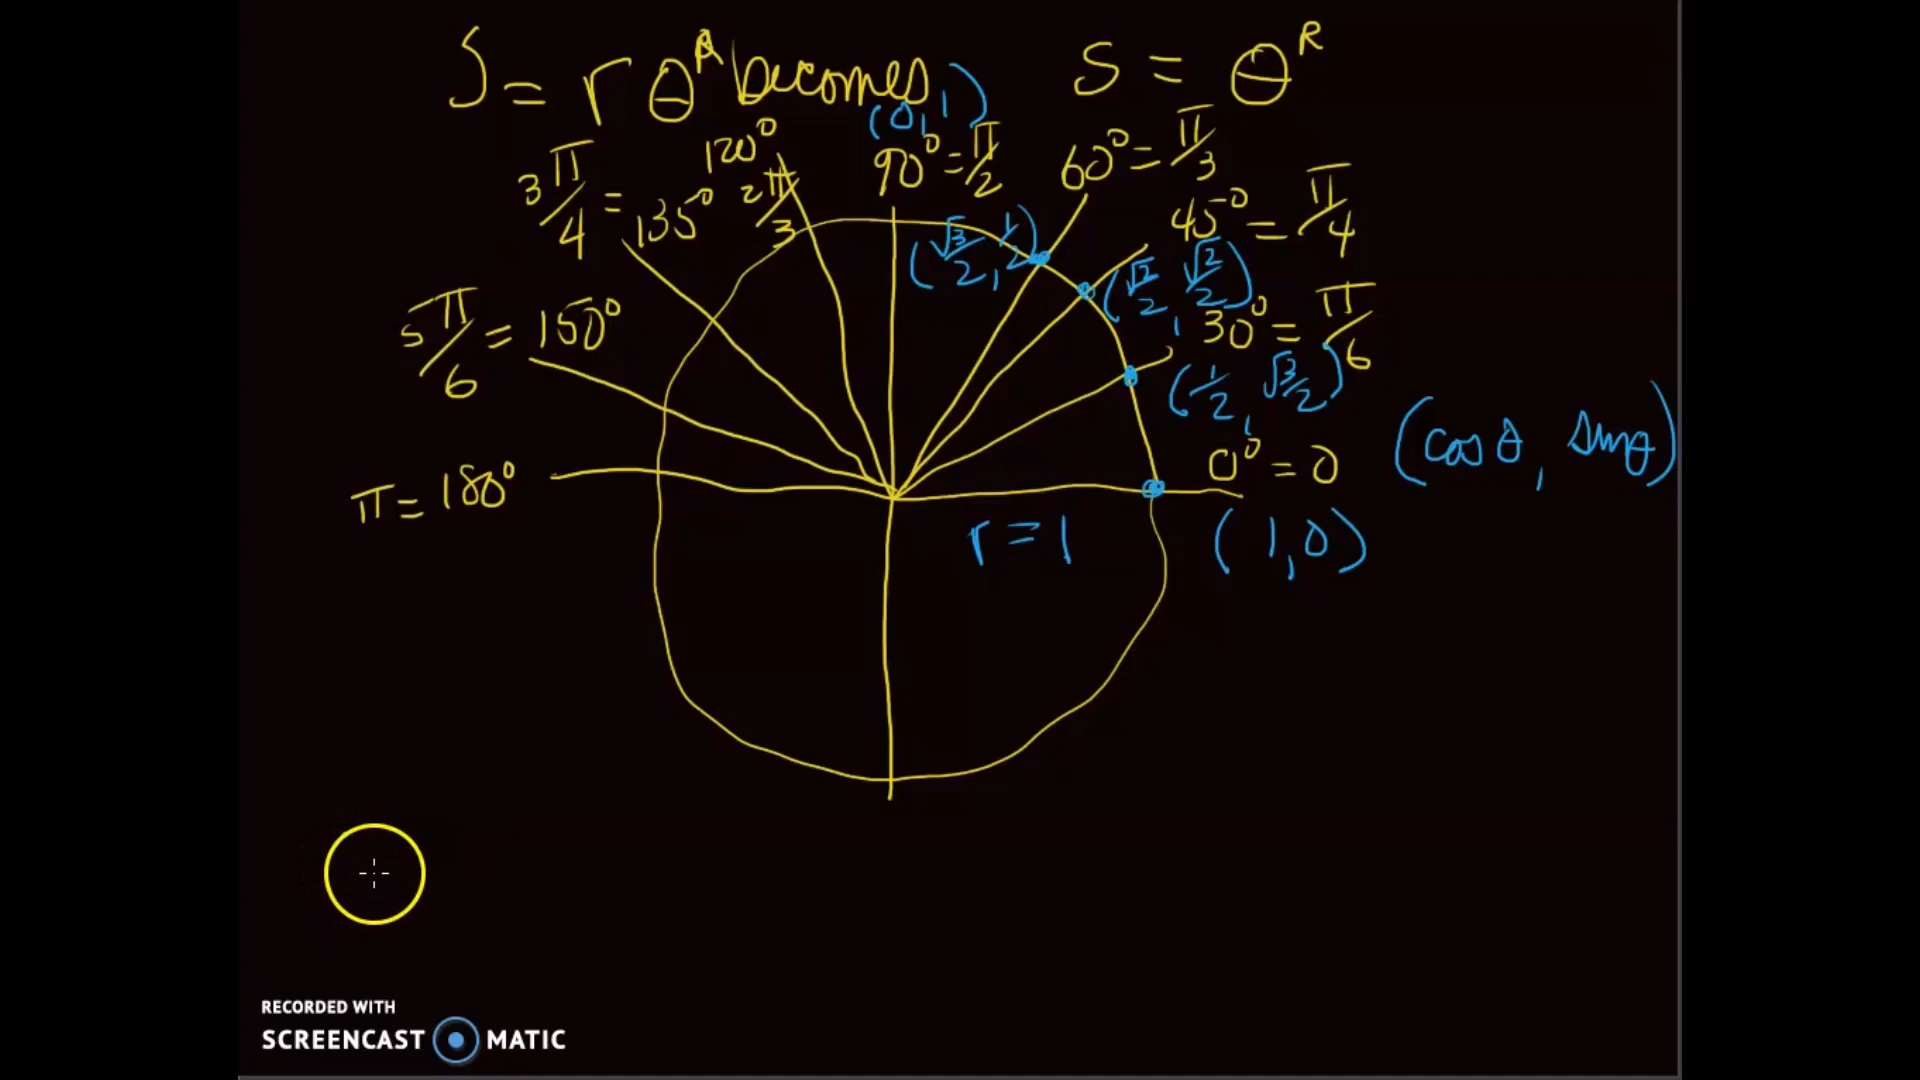 S = rθᴿ becomes S = θᴿ
(0, 1)
120°
2π/3
90° = π/2
60° = π/3
3π/4 = 135°
45° = π/4
(√3/2, 1/2)
(√2/2, √2/2)
5π/6 = 150°
30° = π/6
(1/2, √3/2)
(cos θ, sin θ)
π = 180°
0° = 0
r = 1
(1, 0)
RECORDED WITH
SCREENCAST MATIC